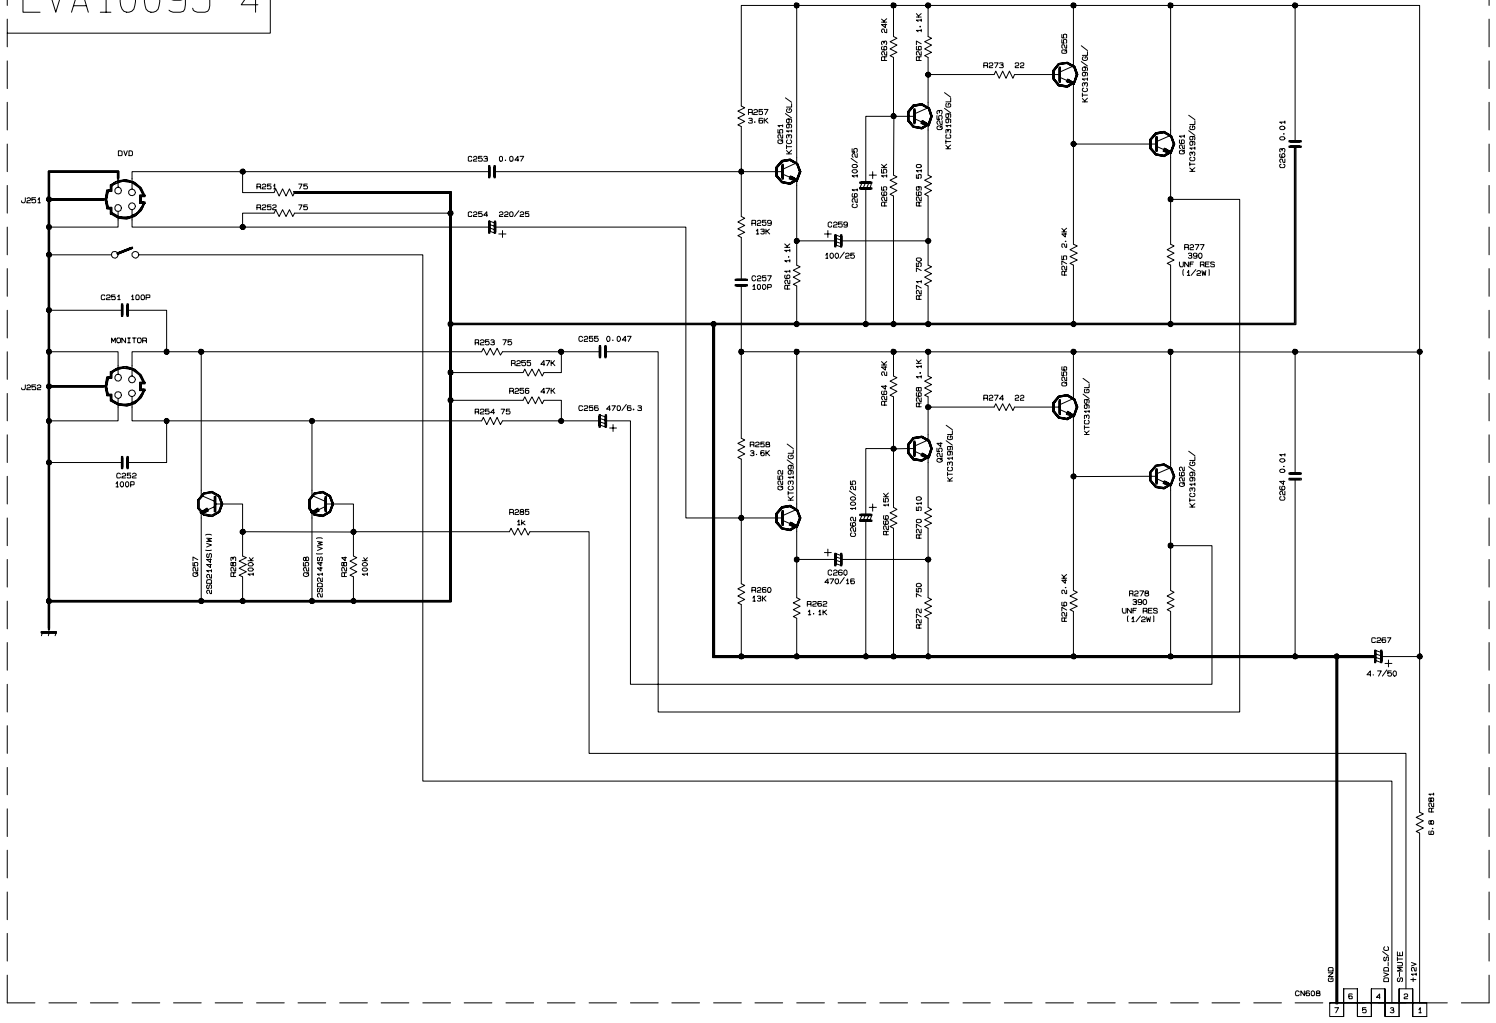 R263 24K
R267 1.1K
Q255
KTC3199/GL/
R273 22
R257
3.6K
Q251
KTC3199/GL/
Q253
KTC3199/GL/
Q261
KTC3199/GL/
C263 0.01
DVD
C253 0.047
C261 100/25
+
R265 15K
R269 510
J251
R251 75
R252 75
C254 220/25
+
R259
13K
C259
+
100/25
R261 1.1K
R271 750
R275 2.4K
R277
390
UNF RES
(1/2W)
C257
100P
C251 100P
MONITOR
R253 75
C255 0.047
R255 47K
R256 47K
C256 470/6.3
+
R254 75
J252
R264 24K
R268 1.1K
Q256
KTC3199/GL/
R274 22
R258
3.6K
Q252
KTC3199/GL/
Q254
KTC3199/GL/
Q262
KTC3199/GL/
C264 0.01
C252
100P
C262 100/25
+
R266 15K
R270 510
R285
1k
Q257
2SD2144S(VW)
R283
100k
Q258
2SD2144S(VW)
R284
100k
+
C260
470/16
R260
13K
R262
1.1K
R272 750
R276 2.4K
R278
390
UNF RES
(1/2W)
C267
+
4.7/50
6.8 R281
GND
DVD_S/C
S-MUTE
+12V
CN608
6 4 2
7 5 3 1